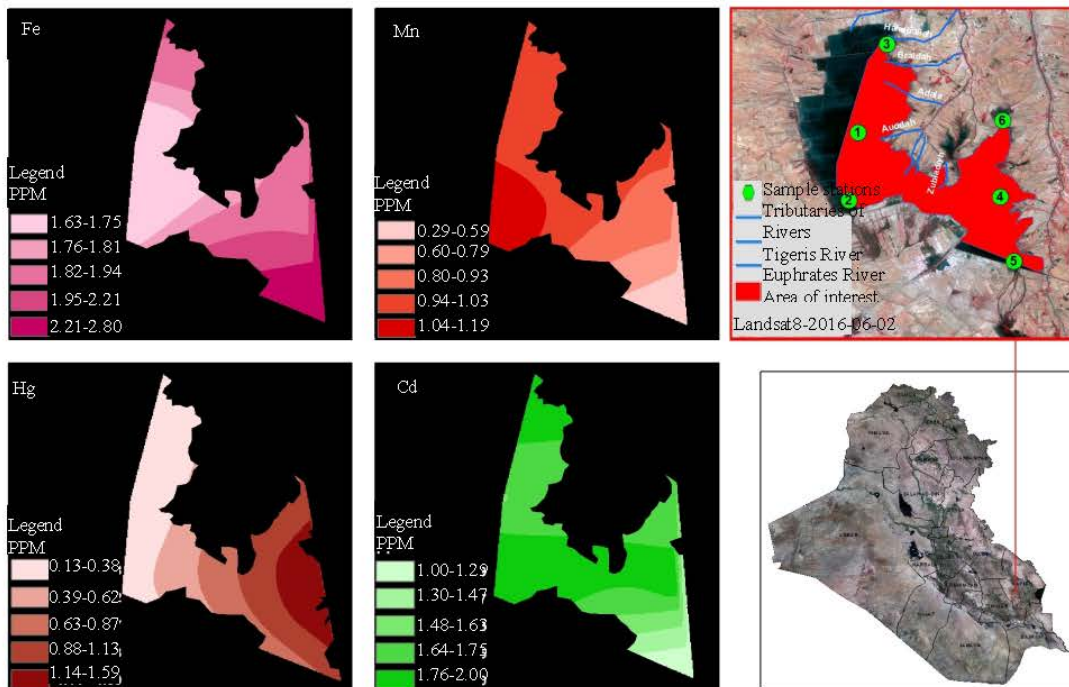 Fe
Legend
PPM
1.63-1.75
1.76-1.81
1.82-1.94
1.95-2.21
2.21-2.80
Mn
Legend
PPM
0.29-0.59
0.60-0.79
0.80-0.93
0.94-1.03
1.04-1.19
3
Braidah
Adala
Auodah
1
6
2
4
5
Sample stations
Tributaries of
Rivers
Tigeris River
Euphrates River
Area of interest
Landsat8-2016-06-02
Hg
Legend
PPM
0.13-0.38
0.39-0.62
0.63-0.87
0.88-1.13
1.14-1.59
Cd
Legend
PPM
1.00-1.29
1.30-1.47
1.48-1.63
1.64-1.75
1.76-2.00